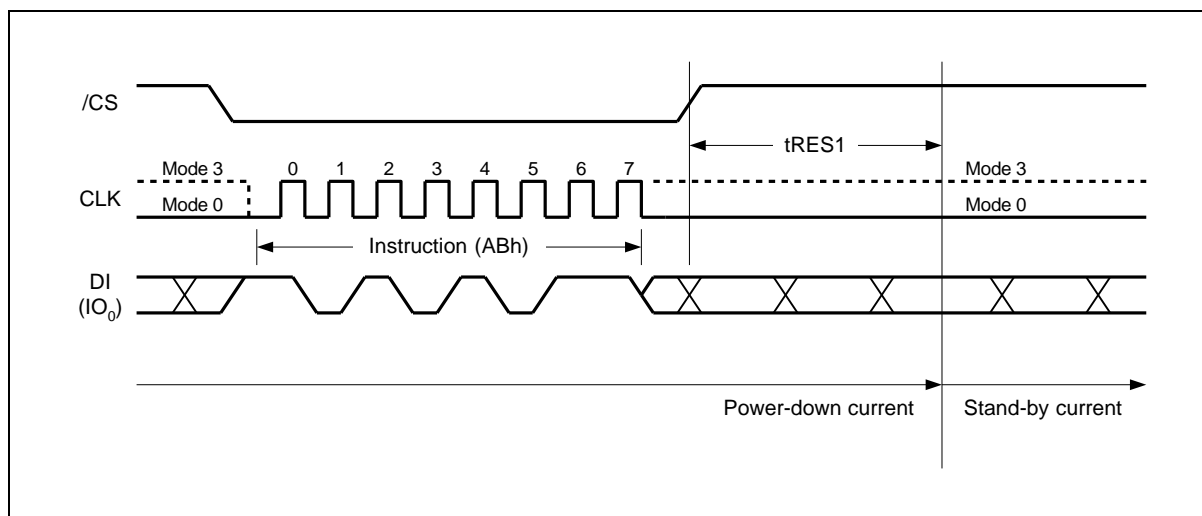 /CS
tRES1
Mode 3 0 1 2 3 4 5 6 7 Mode 3
CLK
Mode 0 Mode 0
Instruction (ABh)
DI
(IO0)
Power-down current Stand-by current